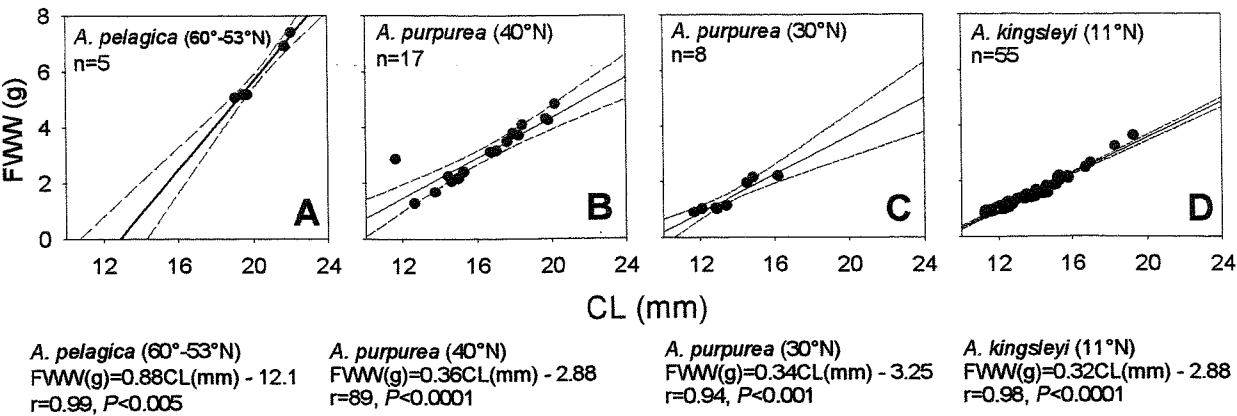 A. pelagica (60°-53°N)
n=5
A
A. purpurea (40°N)
n=17
B
A. purpurea (30°N)
n=8
C
A. kingsleyi (11°N)
n=55
D
FWW (g)
8
6
4
2
0
12 16 20 24
12 16 20 24
12 16 20 24
12 16 20 24
CL (mm)
A. pelagica (60°-53°N)
FWW(g)=0.88CL(mm) - 12.1
r=0.99, P<0.005
A. purpurea (40°N)
FWW(g)=0.36CL(mm) - 2.88
r=89, P<0.0001
A. purpurea (30°N)
FWW(g)=0.34CL(mm) - 3.25
r=0.94, P<0.001
A. kingsleyi (11°N)
FWW(g)=0.32CL(mm) - 2.88
r=0.98, P<0.0001